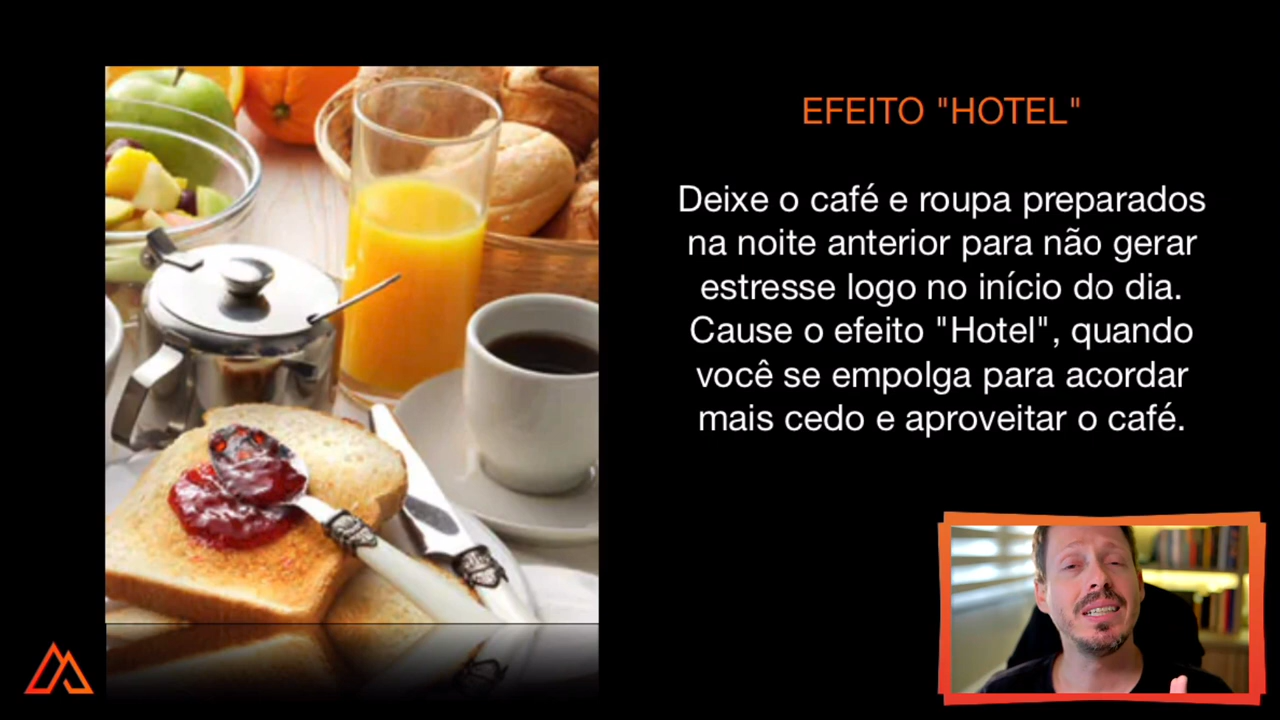 EFEITO "HOTEL"
Deixe o café e roupa preparados
na noite anterior para não gerar
estresse logo no início do dia.
Cause o efeito "Hotel", quando
você se empolga para acordar
mais cedo e aproveitar o café.